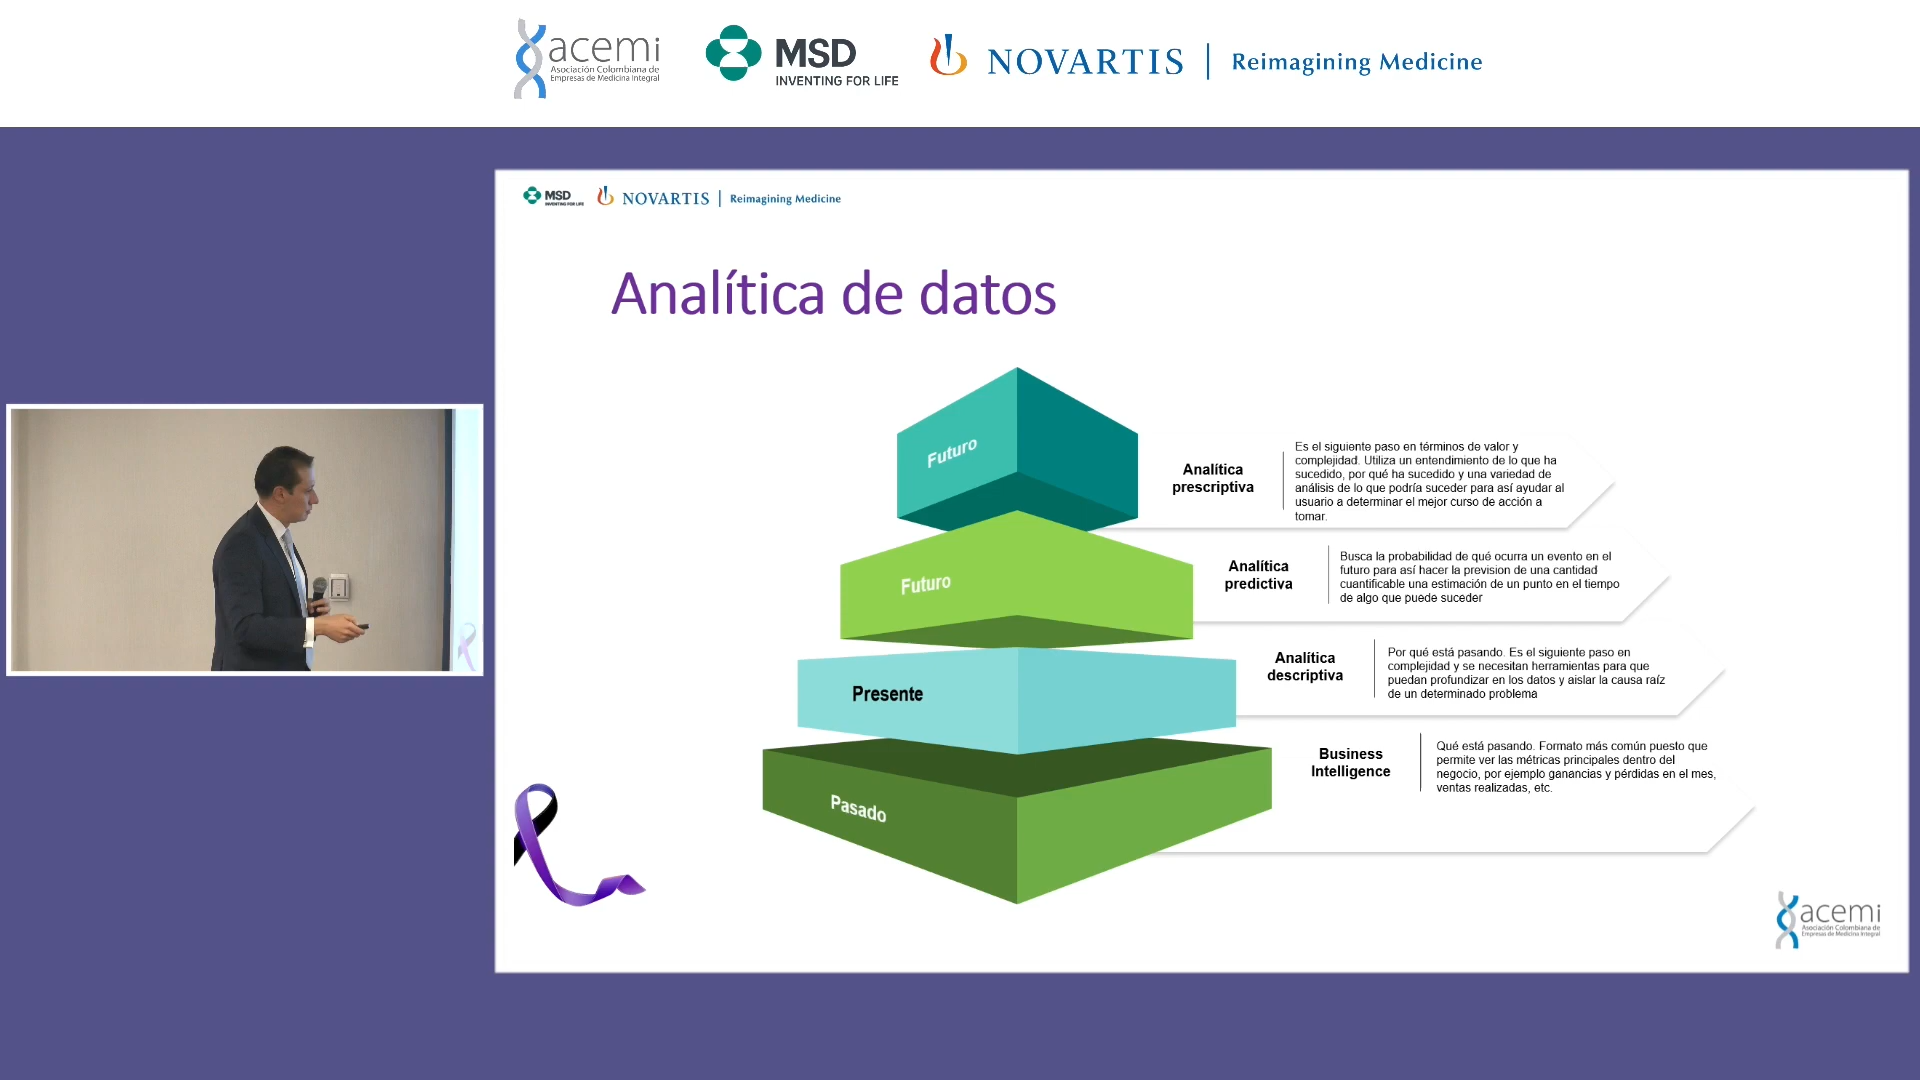 acemi
Asociación Colombiana de
Empresas de Medicina Integral
MSD
INVENTING FOR LIFE
NOVARTIS
Reimagining Medicine
MSD
INVENTING FOR LIFE
NOVARTIS
Reimagining Medicine
Analítica de datos
Futuro
Analítica
prescriptiva
Es el siguiente paso en términos de valor y
complejidad. Utiliza un entendimiento de lo que ha
sucedido, por qué ha sucedido y una variedad de
análisis de lo que podría suceder para así ayudar al
usuario a determinar el mejor curso de acción a
tomar.
Futuro
Analítica
predictiva
Busca la probabilidad de qué ocurra un evento en el
futuro para así hacer la prevision de una cantidad
cuantificable una estimación de un punto en el tiempo
de algo que puede suceder
Presente
Analítica
descriptiva
Por qué está pasando. Es el siguiente paso en
complejidad y se necesitan herramientas para que
puedan profundizar en los datos y aislar la causa raíz
de un determinado problema
Pasado
Business
Intelligence
Qué está pasando. Formato más común puesto que
permite ver las métricas principales dentro del
negocio, por ejemplo ganancias y pérdidas en el mes,
ventas realizadas, etc.
acemi
Asociación Colombiana de
Empresas de Medicina Integral